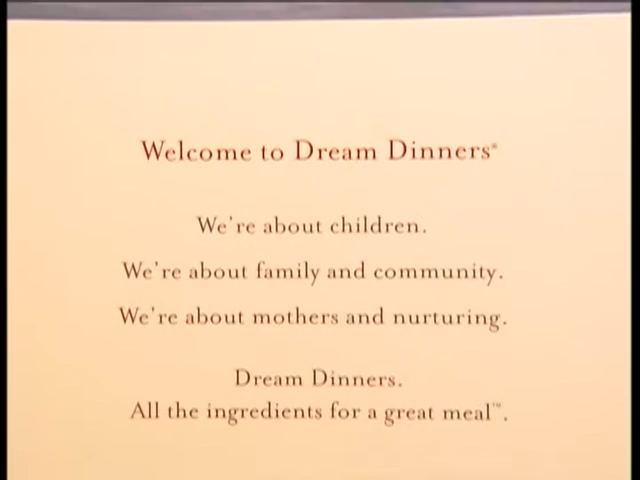 Welcome to Dream Dinners®
We're about children.
We're about family and community.
We're about mothers and nurturing.
Dream Dinners.
All the ingredients for a great meal™.